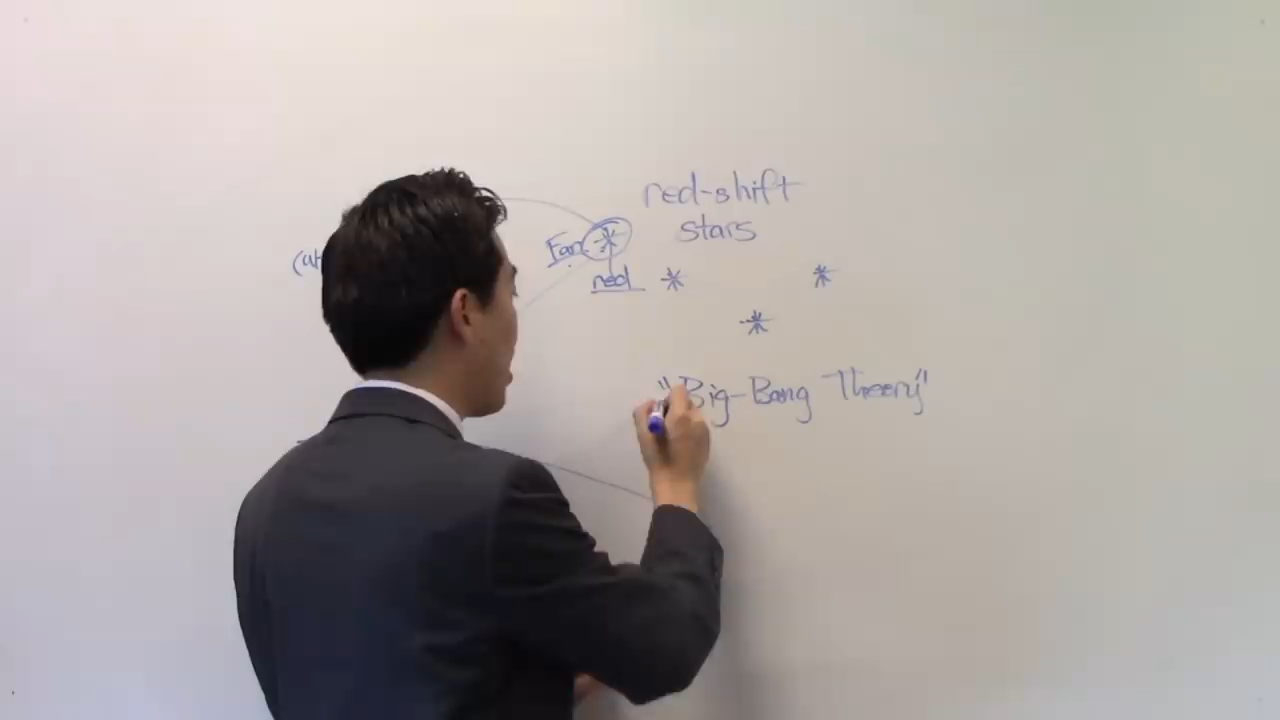 red-shift
stars
Far
red
"Big-Bang Theory"